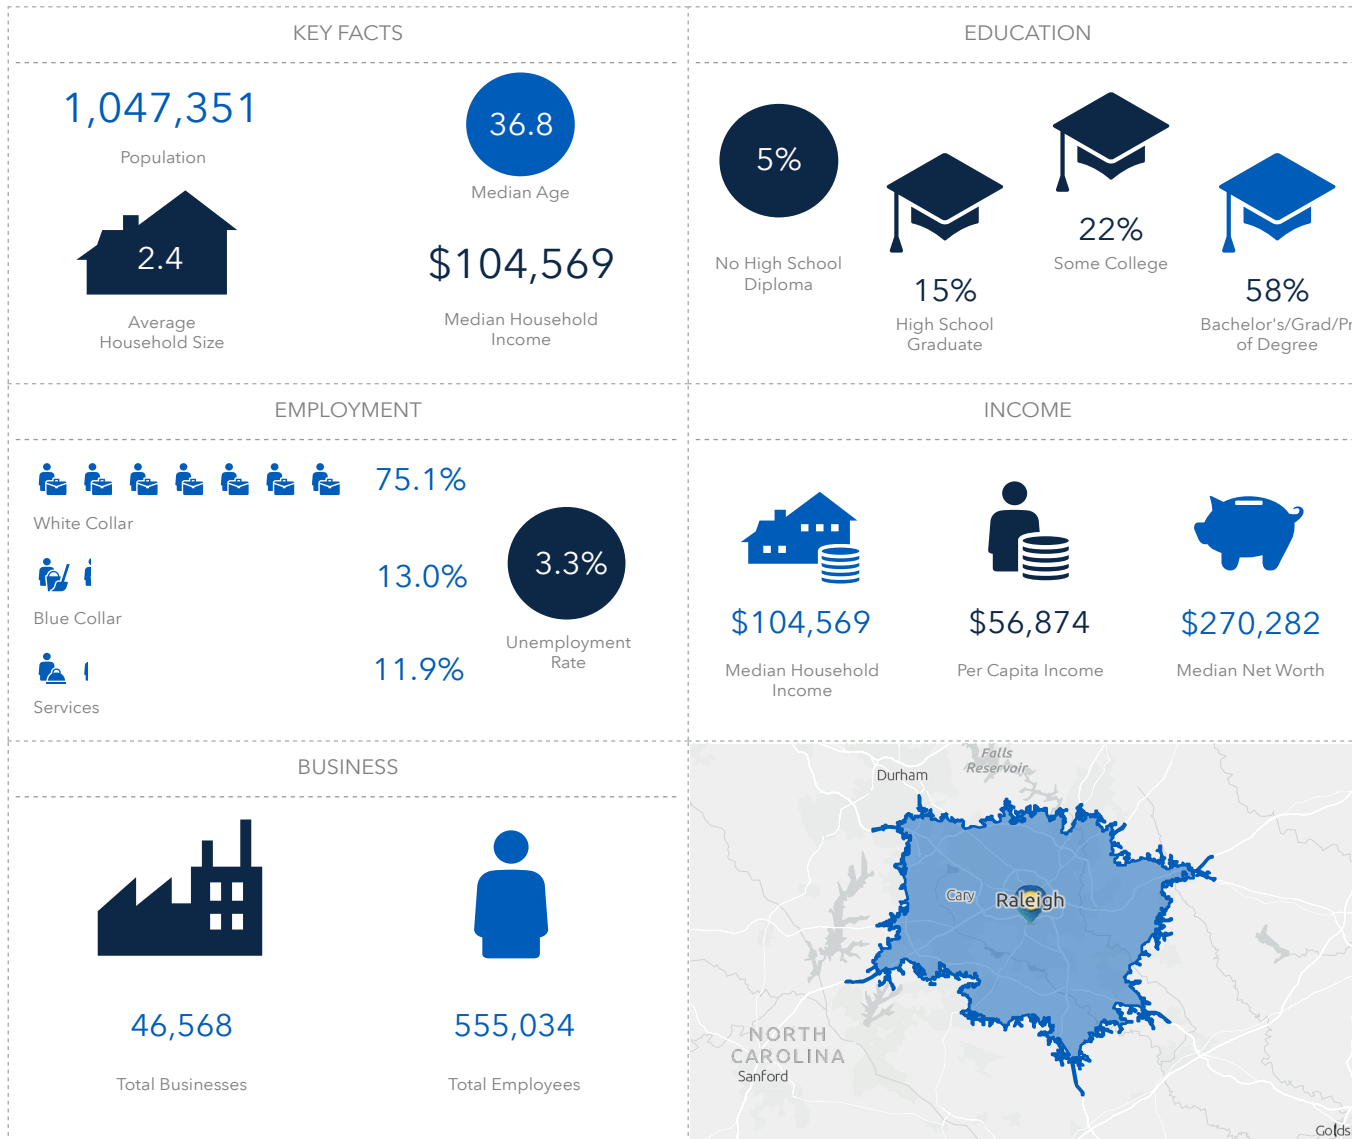 KEY FACTS
1,047,351
Population
36.8
Median Age
2.4
Average
Household Size
$104,569
Median Household
Income
EDUCATION
5%
No High School
Diploma
15%
High School
Graduate
22%
Some College
58%
Bachelor's/Grad/Pr
of Degree
EMPLOYMENT
75.1%
White Collar
13.0%
Blue Collar
11.9%
Services
3.3%
Unemployment
Rate
INCOME
$104,569
Median Household
Income
$56,874
Per Capita Income
$270,282
Median Net Worth
BUSINESS
46,568
Total Businesses
555,034
Total Employees
Falls
Reservoir
Durham
Cary
Raleigh
NORTH
CAROLINA
Sanford
Golds